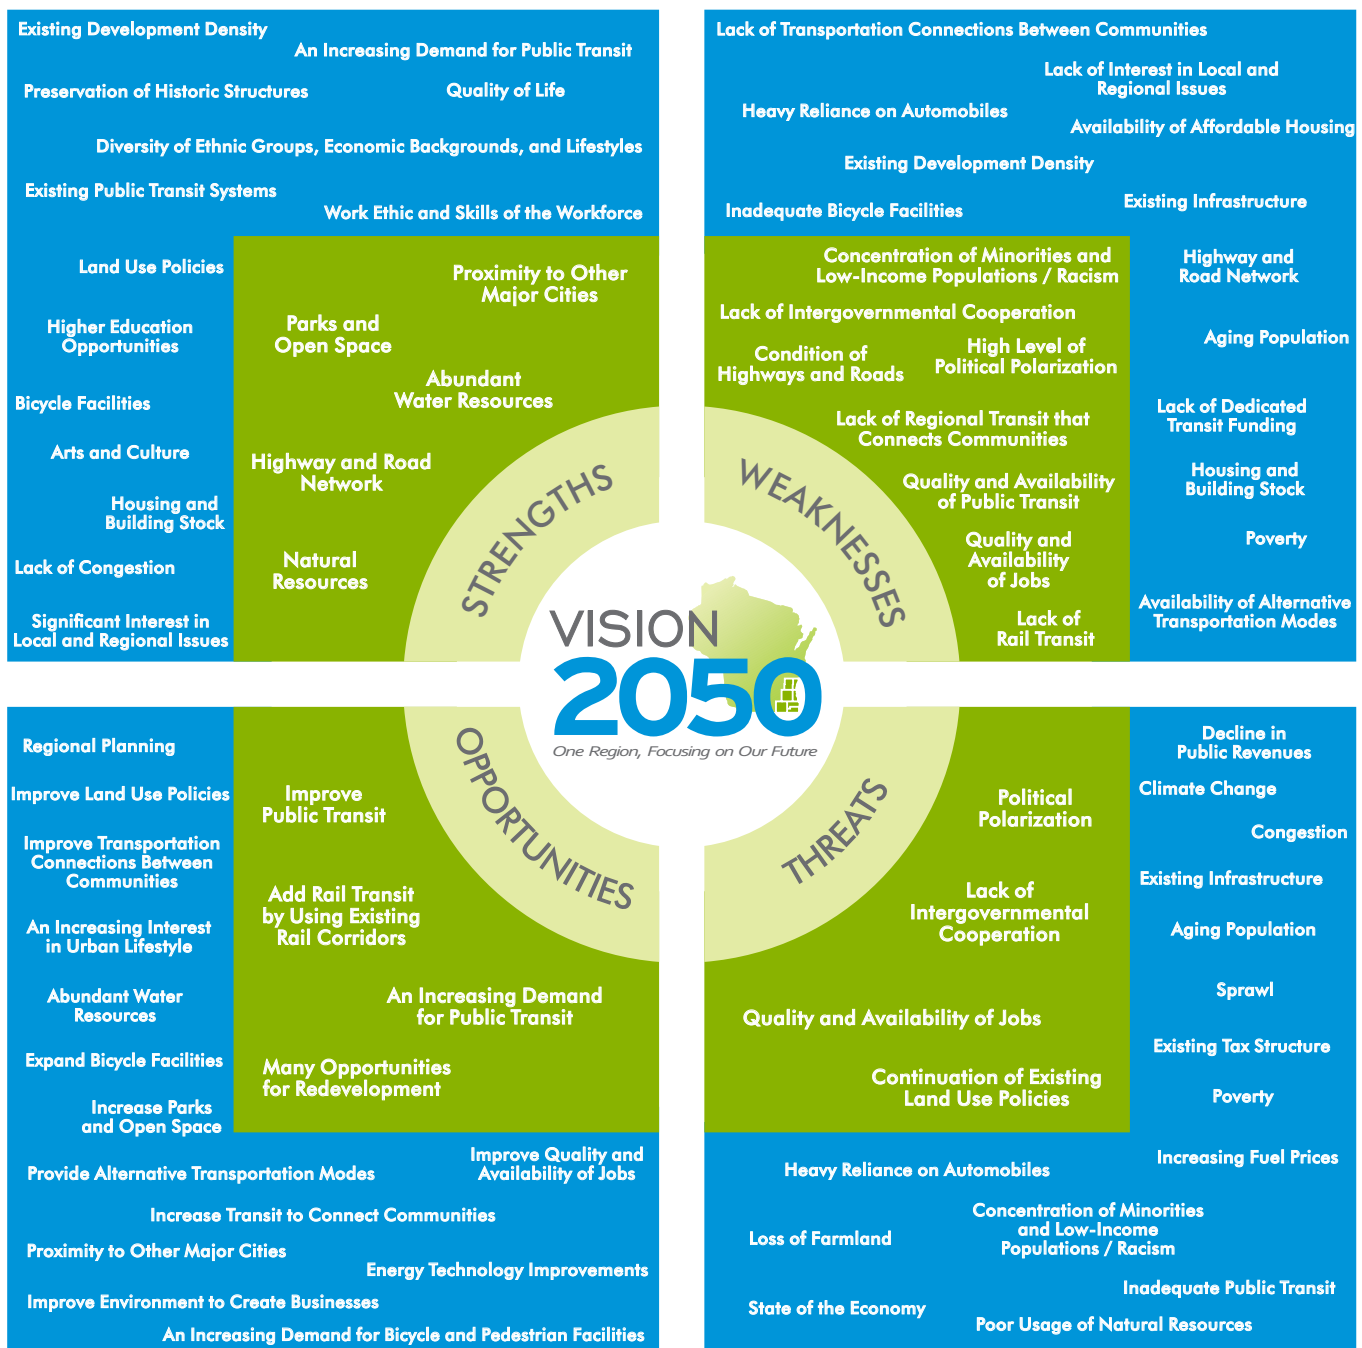 Existing Development Density
An Increasing Demand for Public Transit
Preservation of Historic Structures
Quality of Life
Diversity of Ethnic Groups, Economic Backgrounds, and Lifestyles
Existing Public Transit Systems
Work Ethic and Skills of the Workforce
Land Use Policies
Higher Education
Opportunities
Bicycle Facilities
Arts and Culture
Housing and
Building Stock
Lack of Congestion
Significant Interest in
Local and Regional Issues
Proximity to Other
Major Cities
Parks and
Open Space
Abundant
Water Resources
Highway and Road
Network
Natural
Resources
STRENGTHS
Lack of Transportation Connections Between Communities
Lack of Interest in Local and
Regional Issues
Heavy Reliance on Automobiles
Availability of Affordable Housing
Existing Development Density
Existing Infrastructure
Inadequate Bicycle Facilities
Concentration of Minorities and
Low-Income Populations / Racism
Lack of Intergovernmental Cooperation
High Level of
Political Polarization
Condition of
Highways and Roads
Lack of Regional Transit that
Connects Communities
Quality and Availability
of Public Transit
Quality and
Availability
of Jobs
Lack of
Rail Transit
WEAKNESSES
Highway and
Road Network
Aging Population
Lack of Dedicated
Transit Funding
Housing and
Building Stock
Poverty
Availability of Alternative
Transportation Modes
VISION
2050
One Region, Focusing on Our Future
Regional Planning
Improve Land Use Policies
Improve Transportation
Connections Between
Communities
An Increasing Interest
in Urban Lifestyle
Abundant Water
Resources
Expand Bicycle Facilities
Increase Parks
and Open Space
OPPORTUNITIES
Improve
Public Transit
Add Rail Transit
by Using Existing
Rail Corridors
An Increasing Demand
for Public Transit
Many Opportunities
for Redevelopment
Improve Quality and
Availability of Jobs
Provide Alternative Transportation Modes
Increase Transit to Connect Communities
Proximity to Other Major Cities
Energy Technology Improvements
Improve Environment to Create Businesses
An Increasing Demand for Bicycle and Pedestrian Facilities
THREATS
Political
Polarization
Lack of
Intergovernmental
Cooperation
Quality and Availability of Jobs
Continuation of Existing
Land Use Policies
Decline in
Public Revenues
Climate Change
Congestion
Existing Infrastructure
Aging Population
Sprawl
Existing Tax Structure
Poverty
Increasing Fuel Prices
Heavy Reliance on Automobiles
Concentration of Minorities
and Low-Income
Populations / Racism
Loss of Farmland
Inadequate Public Transit
State of the Economy
Poor Usage of Natural Resources